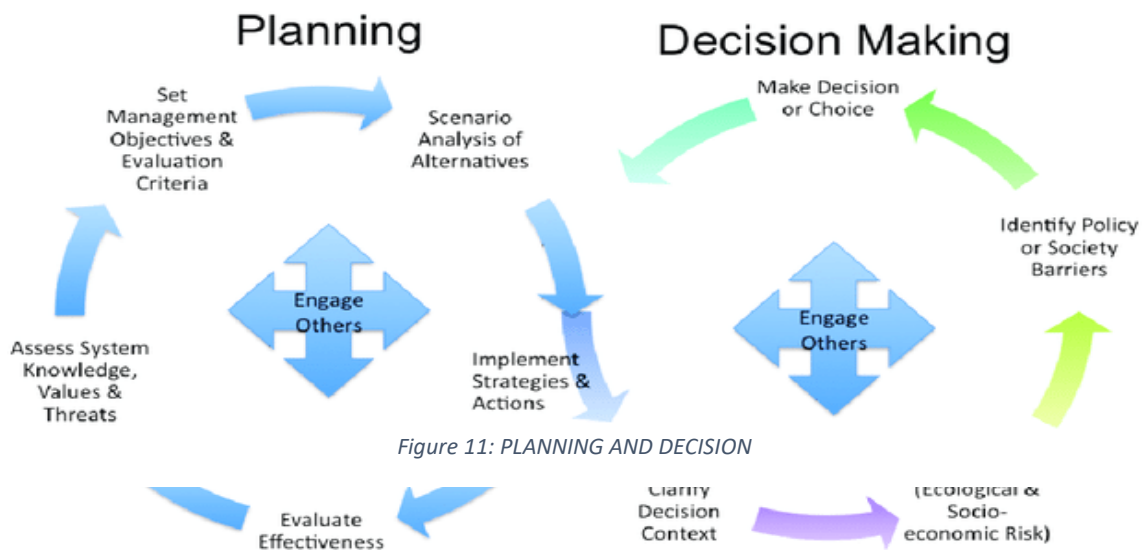 Planning
Set
Management
Objectives &
Evaluation
Criteria
Scenario
Analysis of
Alternatives
Engage
Others
Assess System
Knowledge,
Values &
Threats
Implement
Strategies &
Actions
Evaluate
Effectiveness
Decision Making
Make Decision
or Choice
Identify Policy
or Society
Barriers
Engage
Others
Figure 11: PLANNING AND DECISION
Clarify
Decision
Context
(Ecological &
Socio-
economic Risk)